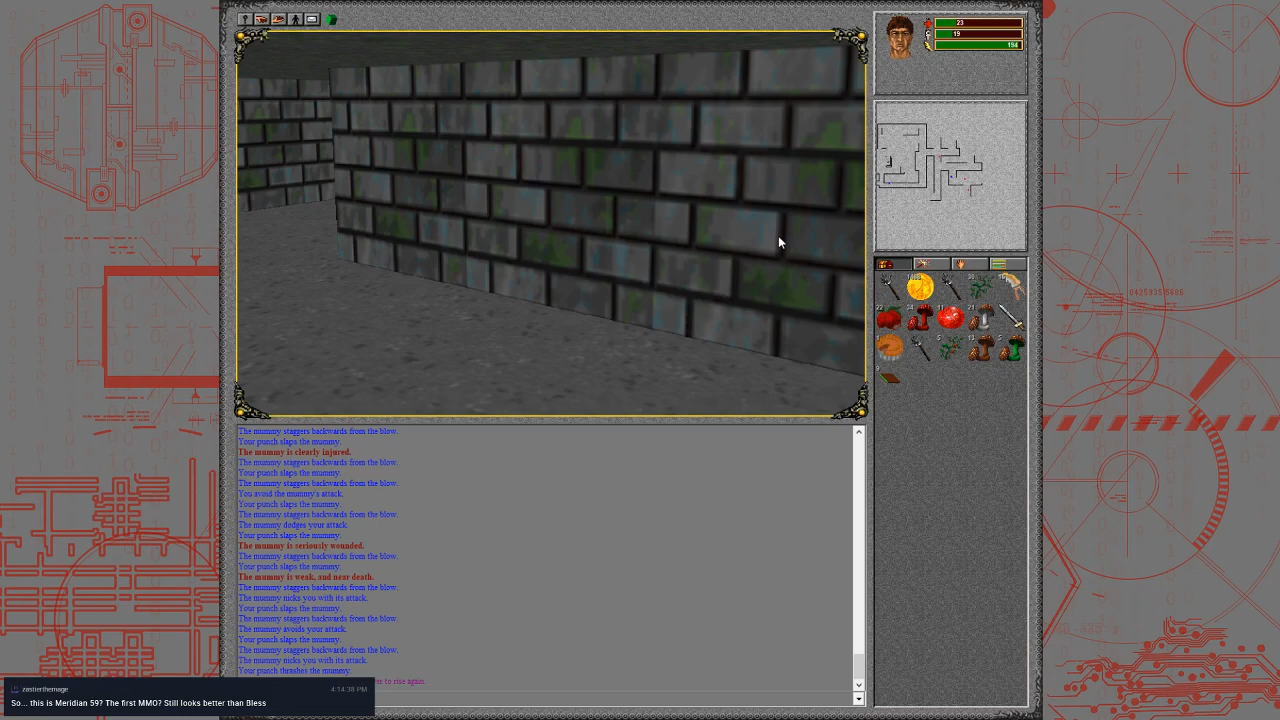 23
19
194
0425935S686
The mummy staggers backwards from the blow.
Your punch slaps the mummy.
The mummy is clearly injured.
The mummy staggers backwards from the blow.
Your punch slaps the mummy.
The mummy staggers backwards from the blow.
You avoid the mummy's attack.
Your punch slaps the mummy.
The mummy staggers backwards from the blow.
The mummy dodges your attack.
Your punch slaps the mummy.
The mummy is seriously wounded.
The mummy staggers backwards from the blow.
Your punch slaps the mummy.
The mummy is weak, and near death.
The mummy staggers backwards from the blow.
The mummy nicks you with its attack.
Your punch slaps the mummy.
The mummy staggers backwards from the blow.
The mummy avoids your attack.
Your punch slaps the mummy.
The mummy staggers backwards from the blow.
The mummy nicks you with its attack.
Your punch thrashes the mummy.
to rise again.
zastierthemage 4:14:38 PM
So... this is Meridian 59? The first MMO? Still looks better than Bless